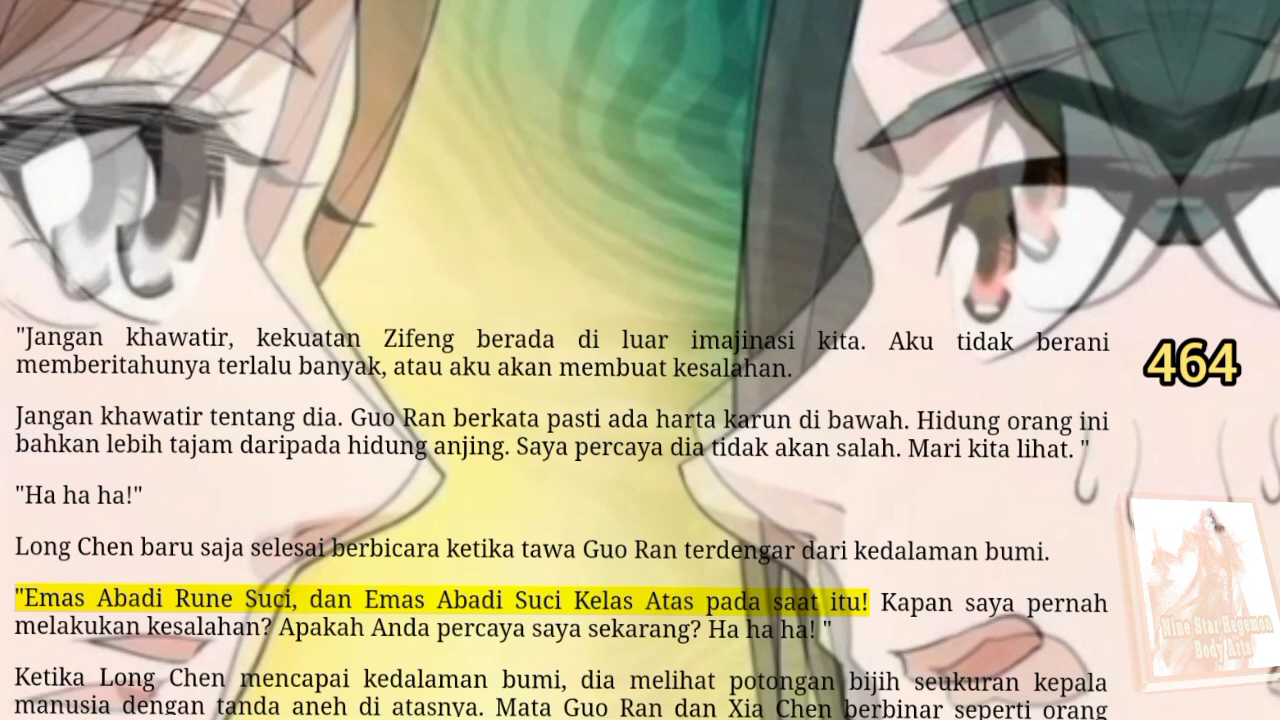 "Jangan khawatir, kekuatan Zifeng berada di luar imajinasi kita. Aku tidak berani
memberitahunya terlalu banyak, atau aku akan membuat kesalahan.
464
Jangan khawatir tentang dia. Guo Ran berkata pasti ada harta karun di bawah. Hidung orang ini
bahkan lebih tajam daripada hidung anjing. Saya percaya dia tidak akan salah. Mari kita lihat. "
"Ha ha ha!"
Long Chen baru saja selesai berbicara ketika tawa Guo Ran terdengar dari kedalaman bumi.
"Emas Abadi Rune Suci, dan Emas Abadi Suci Kelas Atas pada saat itu! Kapan saya pernah
melakukan kesalahan? Apakah Anda percaya saya sekarang? Ha ha ha! "
Nine Star Hegemon
Body Arts
Ketika Long Chen mencapai kedalaman bumi, dia melihat potongan bijih seukuran kepala
manusia dengan tanda aneh di atasnya. Mata Guo Ran dan Xia Chen berbinar seperti orang